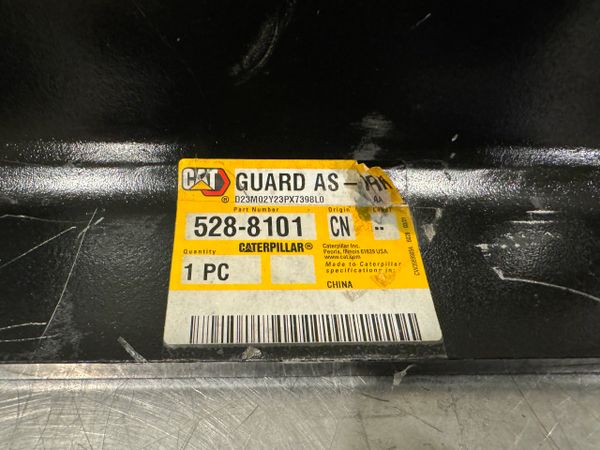 CAT GUARD AS-
® D23M02Y23PX7398L0 AA
Part Number Origin
528-8101 CN --
CATERPILLAR®
Quantity
1 PC
Caterpillar Inc.
Peoria, Illinois 61629 USA
www.cat.com
Made to Caterpillar
specifications in:
CHINA